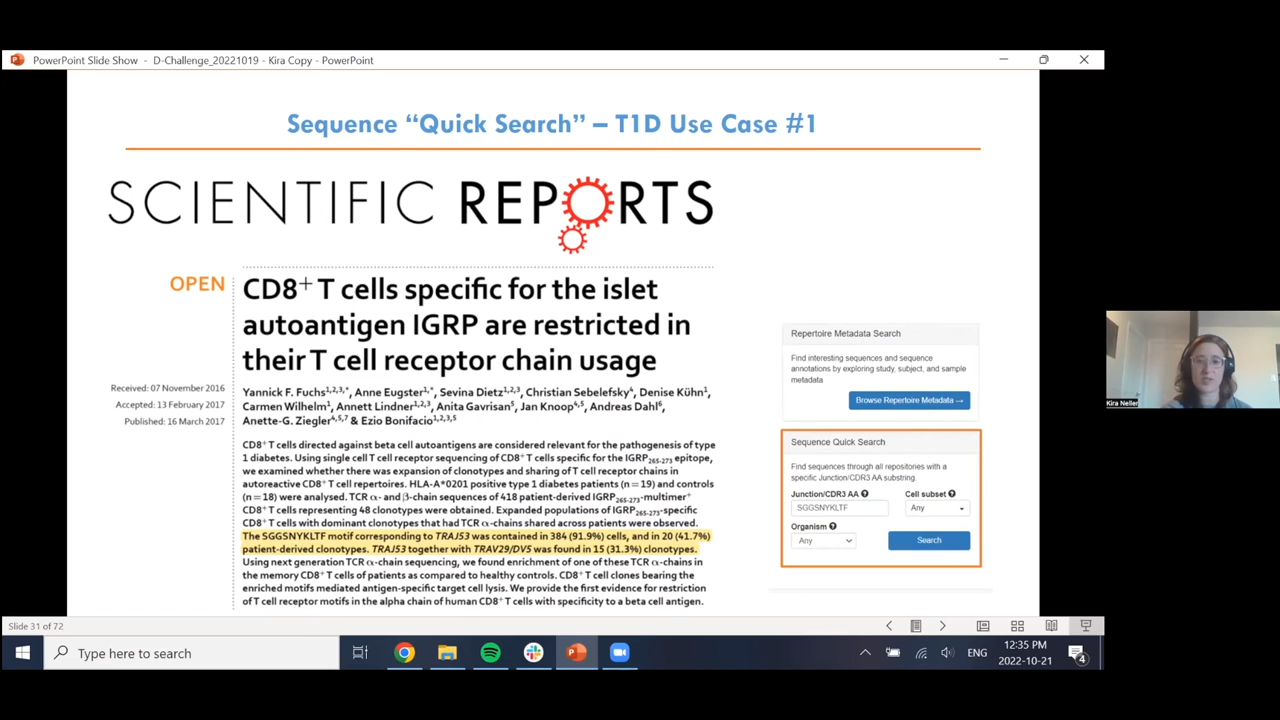 PowerPoint Slide Show - D-Challenge_20221019 - Kira Copy - PowerPoint
Sequence “Quick Search” – T1D Use Case #1
SCIENTIFIC REPORTS
OPEN
CD8+ T cells specific for the islet
autoantigen IGRP are restricted in
their T cell receptor chain usage
Received: 07 November 2016
Accepted: 13 February 2017
Published: 16 March 2017
Yannick F. Fuchs1,2,3,*, Anne Eugster1,*, Sevina Dietz1,2,3, Christian Sebelefsky4, Denise Kühn1,
Carmen Wilhelm1, Annett Lindner1,2,3, Anita Gavrisan5, Jan Knoop4,5, Andreas Dahl6,
Anette-G. Ziegler4,5,7 & Ezio Bonifacio1,2,3,5
CD8+ T cells directed against beta cell autoantigens are considered relevant for the pathogenesis of type
1 diabetes. Using single cell T cell receptor sequencing of CD8+ T cells specific for the IGRP265-273 epitope,
we examined whether there was expansion of clonotypes and sharing of T cell receptor chains in
autoreactive CD8+ T cell repertoires. HLA-A*0201 positive type 1 diabetes patients (n = 19) and controls
(n = 18) were analysed. TCR α- and β-chain sequences of 418 patient-derived IGRP265-273-multimer+
CD8+ T cells representing 48 clonotypes were obtained. Expanded populations of IGRP265-273-specific
CD8+ T cells with dominant clonotypes that had TCR α-chains shared across patients were observed.
The SGGSNYKLTF motif corresponding to TRAJ53 was contained in 384 (91.9%) cells, and in 20 (41.7%)
patient-derived clonotypes. TRAJ53 together with TRAV29/DV5 was found in 15 (31.3%) clonotypes.
Using next generation TCR α-chain sequencing, we found enrichment of one of these TCR α-chains in
the memory CD8+ T cells of patients as compared to healthy controls. CD8+ T cell clones bearing the
enriched motifs mediated antigen-specific target cell lysis. We provide the first evidence for restriction
of T cell receptor motifs in the alpha chain of human CD8+ T cells with specificity to a beta cell antigen.
Repertoire Metadata Search
Find interesting sequences and sequence
annotations by exploring study, subject, and sample
metadata
Browse Repertoire Metadata →
Sequence Quick Search
Find sequences through all repositories with a
specific Junction/CDR3 AA substring.
Junction/CDR3 AA ? Cell subset ?
SGGSNYKLTF Any
Organism ?
Any Search
Kira Neller
Slide 31 of 72
Type here to search
ENG
12:35 PM
2022-10-21
4